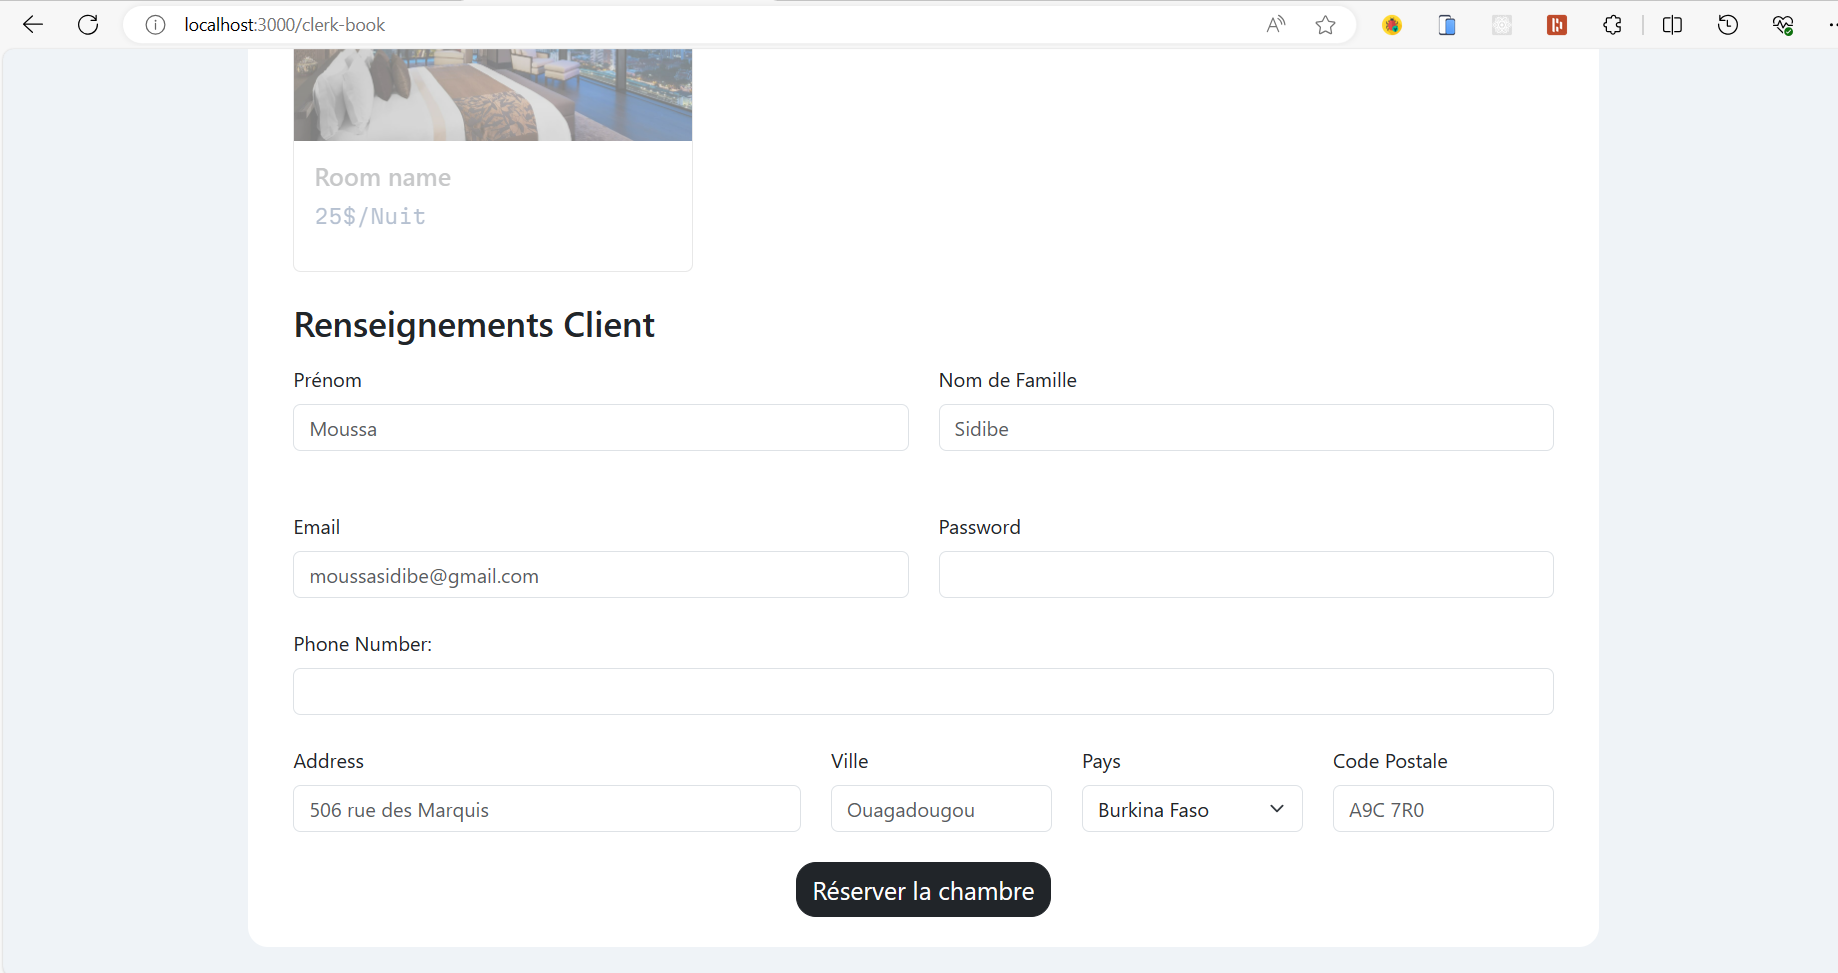 localhost:3000/clerk-book
Room name
25$/Nuit
Renseignements Client
Prénom Nom de Famille
Moussa Sidibe
Email Password
moussasidibe@gmail.com
Phone Number:
Address Ville Pays Code Postale
506 rue des Marquis Ouagadougou Burkina Faso A9C 7R0
Réserver la chambre